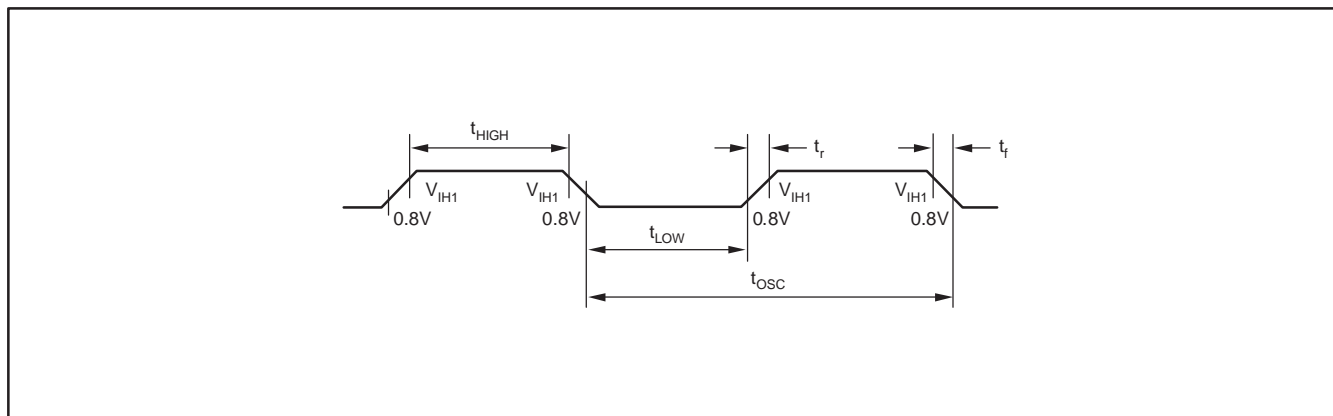 tHIGH
tr
tf
VIH1 VIH1 VIH1 VIH1
0.8V 0.8V 0.8V 0.8V
tLOW
tOSC